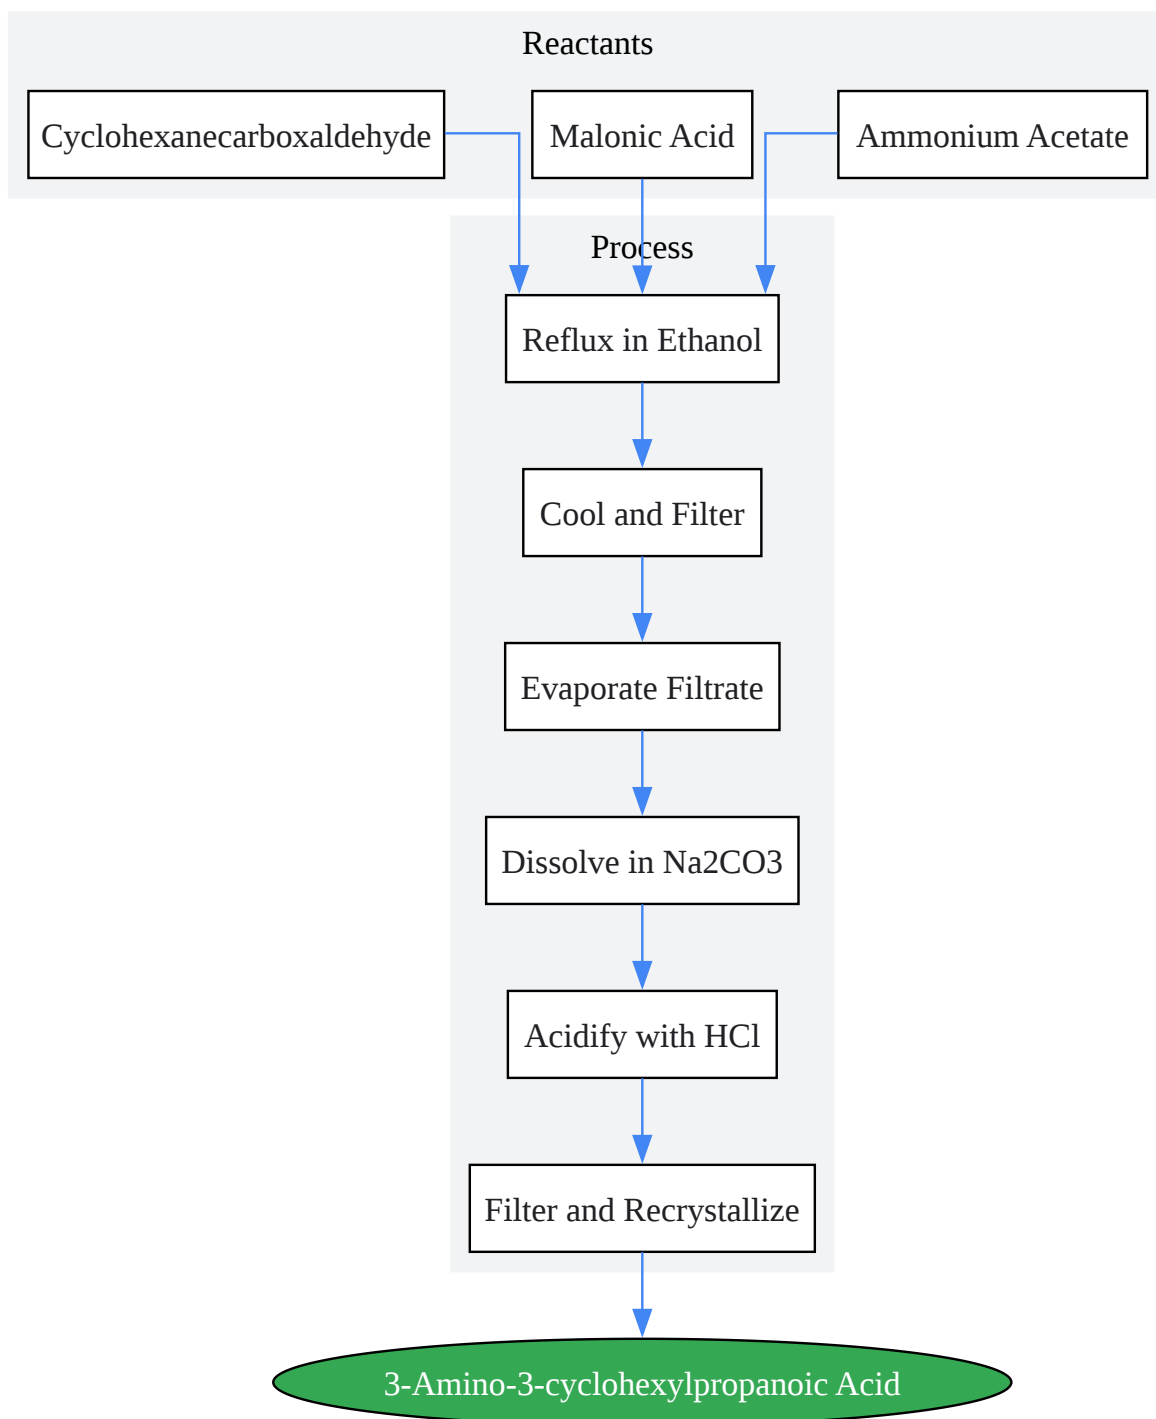 Reactants
Cyclohexanecarboxaldehyde
Malonic Acid
Ammonium Acetate
Process
Reflux in Ethanol
Cool and Filter
Evaporate Filtrate
Dissolve in Na2CO3
Acidify with HCl
Filter and Recrystallize
3-Amino-3-cyclohexylpropanoic Acid